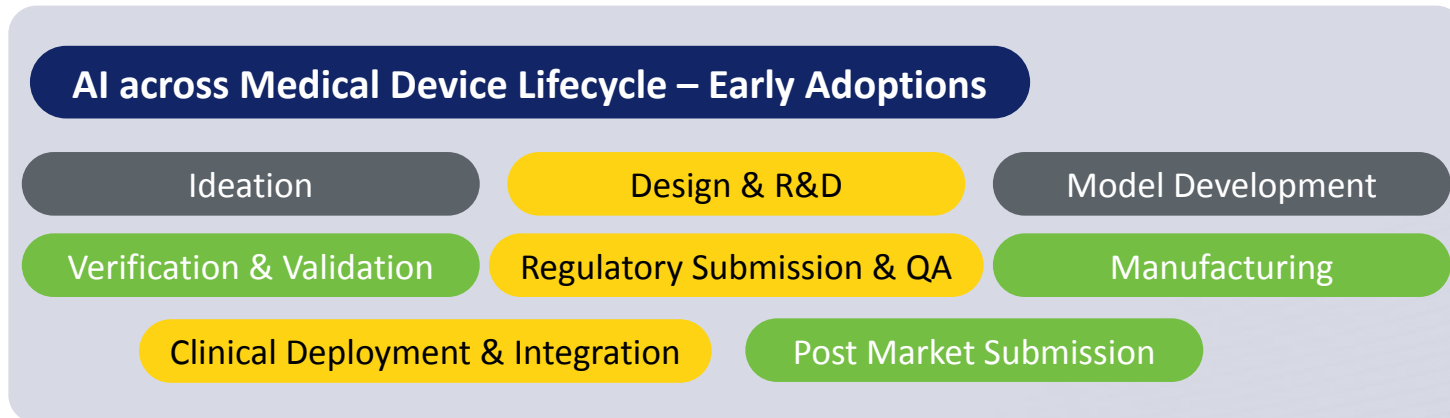 AI across Medical Device Lifecycle – Early Adoptions
Ideation
Design & R&D
Model Development
Verification & Validation
Regulatory Submission & QA
Manufacturing
Clinical Deployment & Integration
Post Market Submission